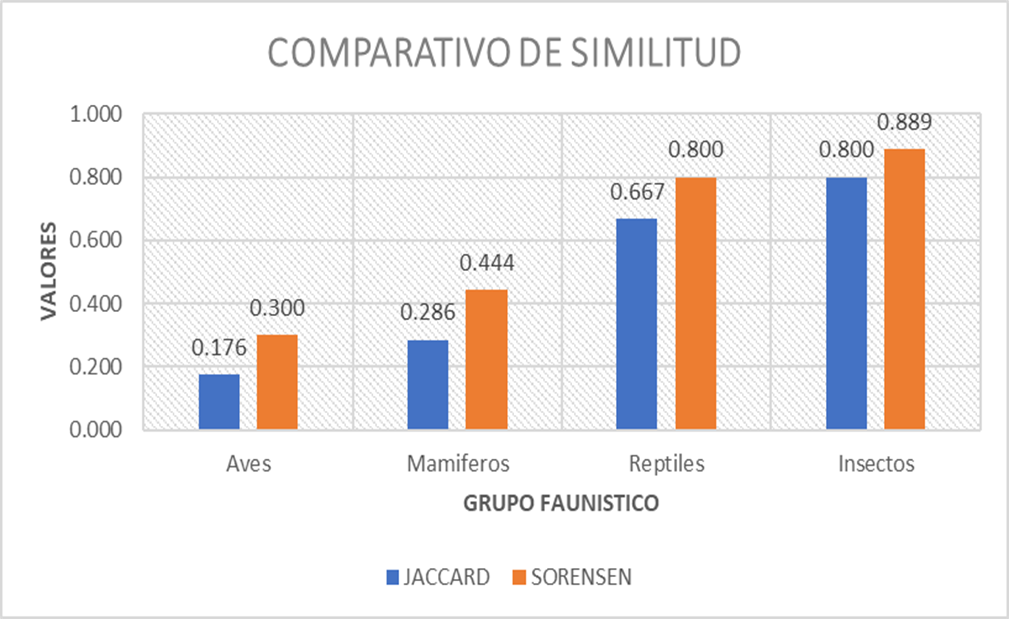 COMPARATIVO DE SIMILITUD
1.000
0.800
0.600
0.400
0.200
0.000
VALORES
0.176
0.300
0.286
0.444
0.667
0.800
0.800
0.889
Aves
Mamiferos
Reptiles
Insectos
GRUPO FAUNISTICO
JACCARD
SORENSEN